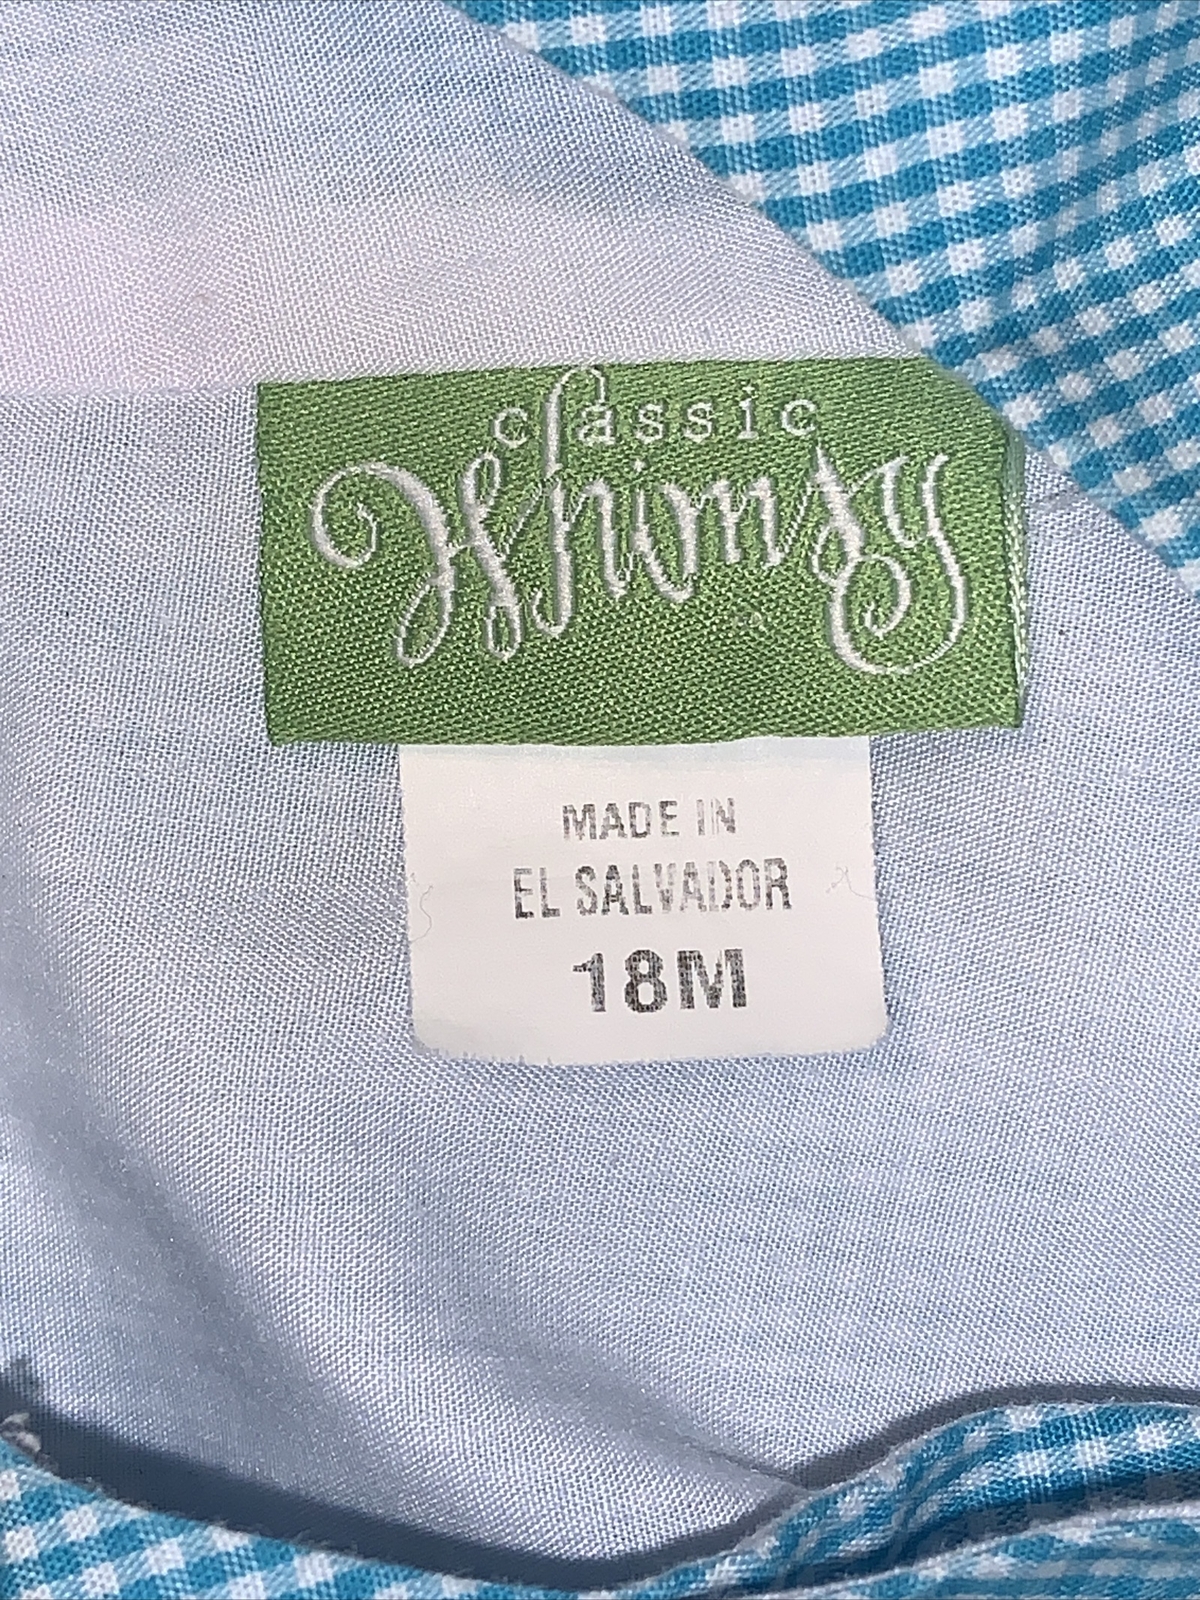 classic
Whimsy
MADE IN
EL SALVADOR
18M